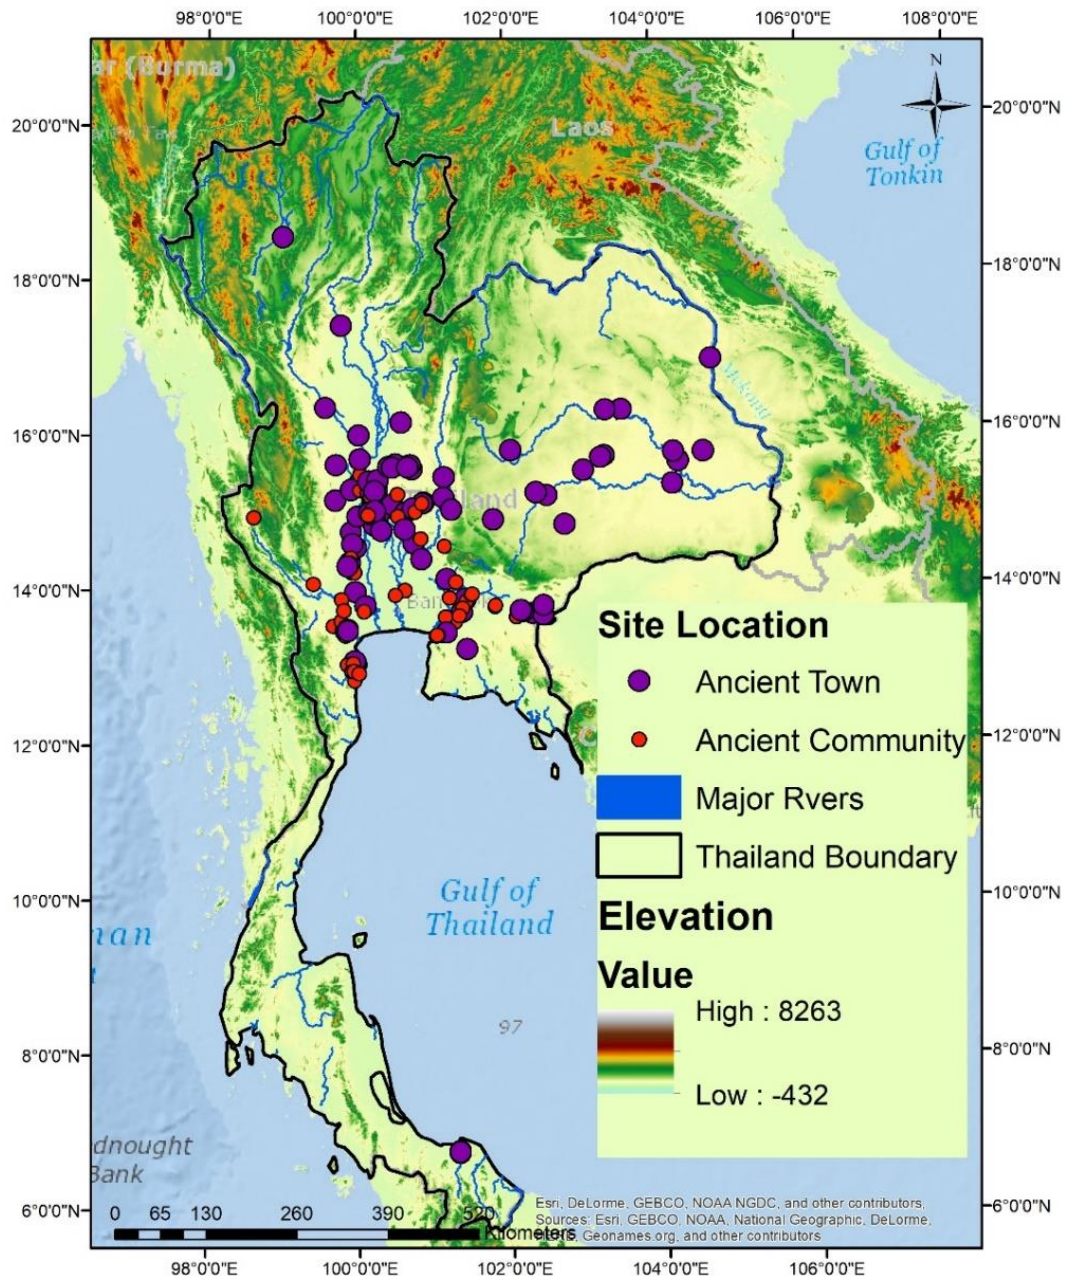 98°0'0"E 100°0'0"E 102°0'0"E 104°0'0"E 106°0'0"E 108°0'0"E
ar (Burma)
N
20°0'0"N
20°0'0"N
Laos
Gulf of
Tonkin
18°0'0"N
18°0'0"N
Mekong
16°0'0"N
16°0'0"N
14°0'0"N
14°0'0"N
Site Location
Ancient Town
Ancient Community
12°0'0"N
12°0'0"N
Major Rvers
Thailand Boundary
10°0'0"N
10°0'0"N
Gulf of
Thailand
nan
Elevation
Value
High : 8263
97
8°0'0"N
8°0'0"N
Low : -432
dnought
Bank
6°0'0"N
6°0'0"N
0 65 130 260 390 520
Kilometers
Esri, DeLorme, GEBCO, NOAA NGDC, and other contributors,
Sources: Esri, GEBCO, NOAA, National Geographic, DeLorme,
Geonames.org, and other contributors
98°0'0"E 100°0'0"E 102°0'0"E 104°0'0"E 106°0'0"E